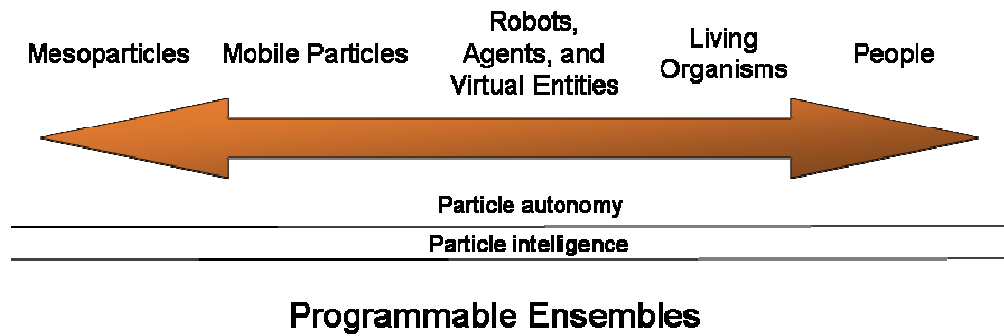 Mesoparticles
Mobile Particles
Robots,
Agents, and
Virtual Entities
Living
Organisms
People
Particle autonomy
Particle intelligence
Programmable Ensembles